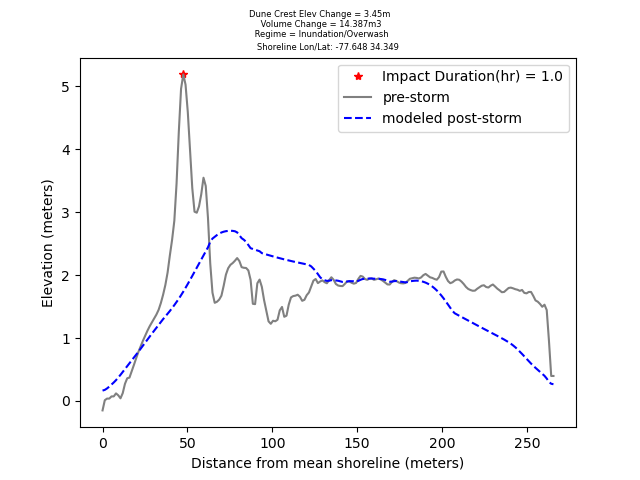 Dune Crest Elev Change = 3.45m
Volume Change = 14.387m3
Regime = Inundation/Overwash
Shoreline Lon/Lat: -77.648 34.349
Impact Duration(hr) = 1.0
pre-storm
modeled post-storm
Elevation (meters)
5
4
3
2
1
0
0 50 100 150 200 250
Distance from mean shoreline (meters)